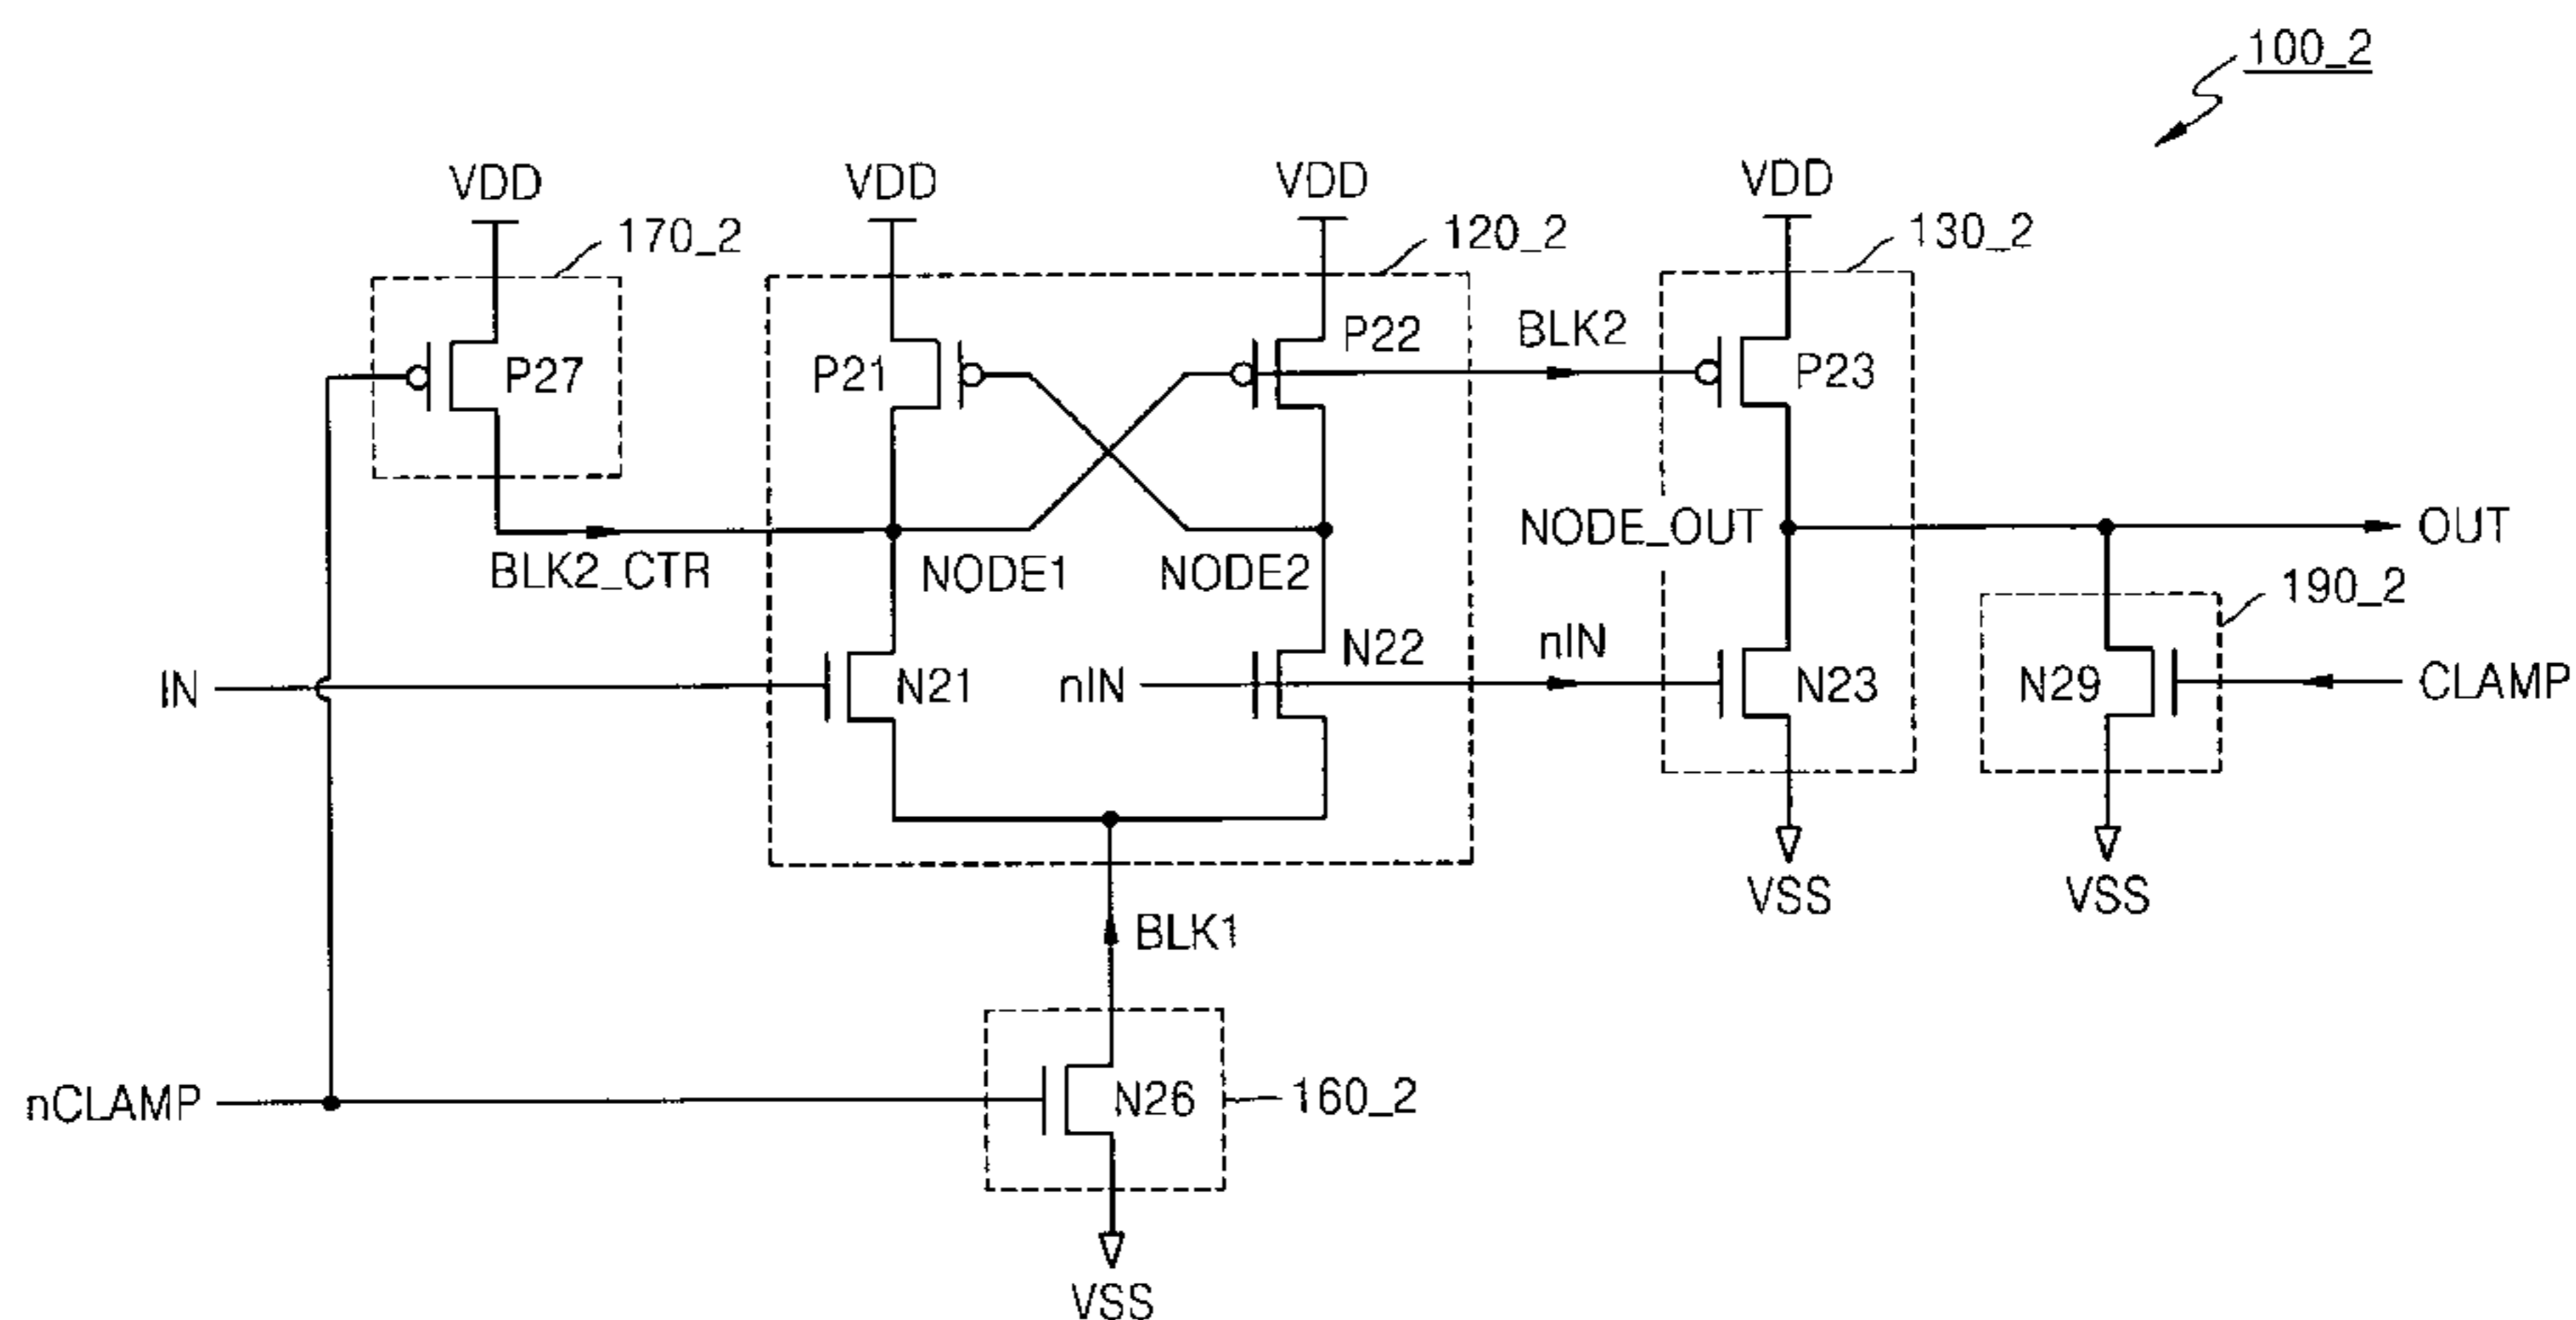 100_2
VDD
VDD
VDD
VDD
170_2
120_2
130_2
P27
P21
P22
BLK2
P23
BLK2_CTR
NODE1
NODE2
NODE_OUT
OUT
190_2
IN
N21
nIN
N22
nIN
N23
N29
CLAMP
VSS
VSS
BLK1
nCLAMP
N26
160_2
VSS